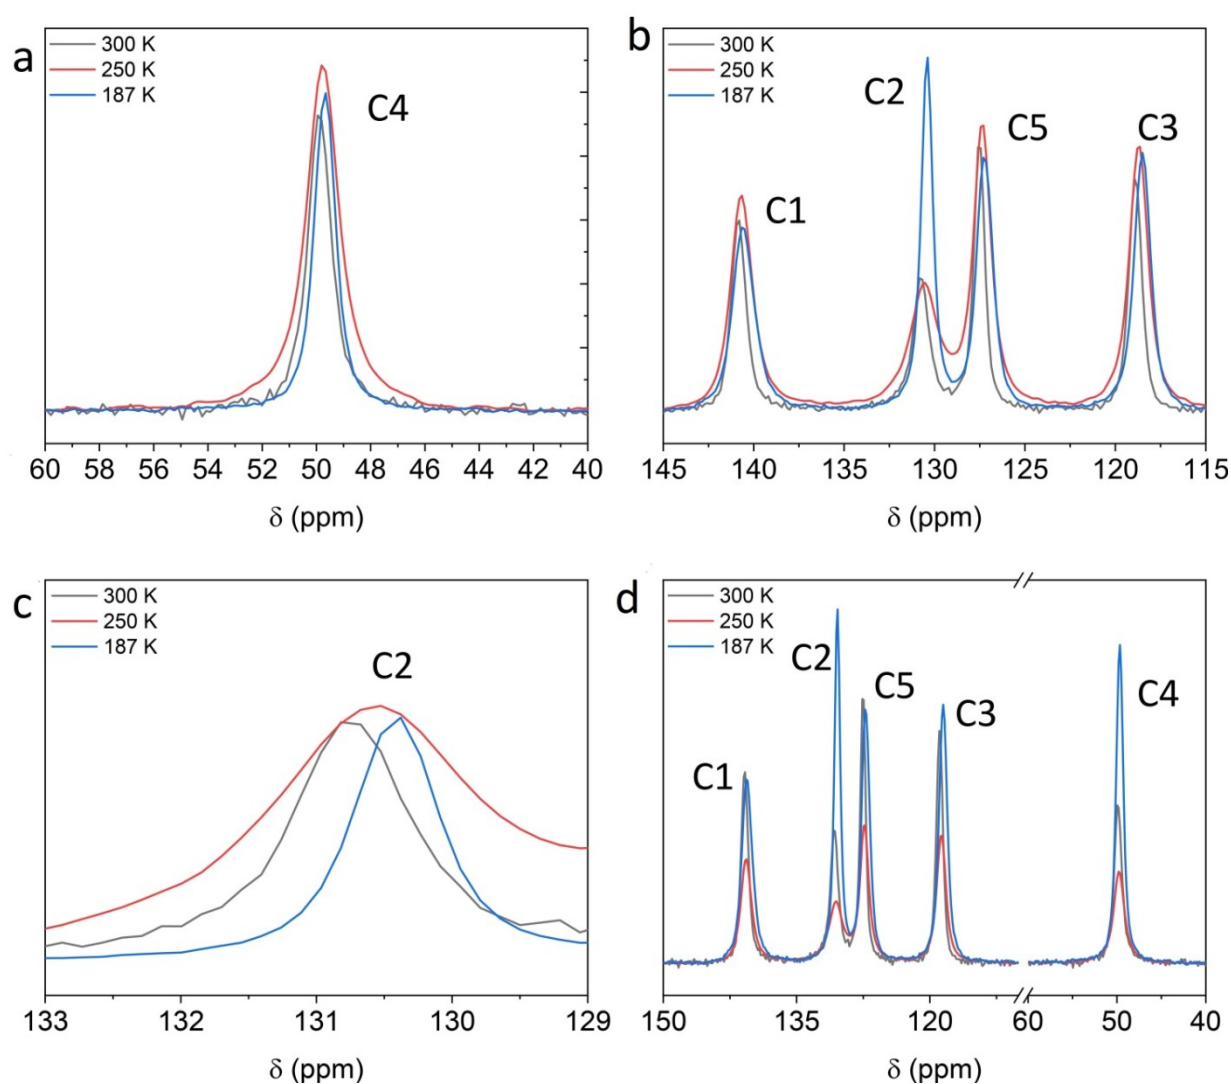 a
300 K
250 K
187 K
C4
60 58 56 54 52 50 48 46 44 42 40
δ (ppm)
b
300 K
250 K
187 K
C2
C5
C3
C1
145 140 135 130 125 120 115
δ (ppm)
c
300 K
250 K
187 K
C2
133 132 131 130 129
δ (ppm)
d
300 K
250 K
187 K
C2
C5
C3
C4
C1
150 135 120 60 50 40
δ (ppm)